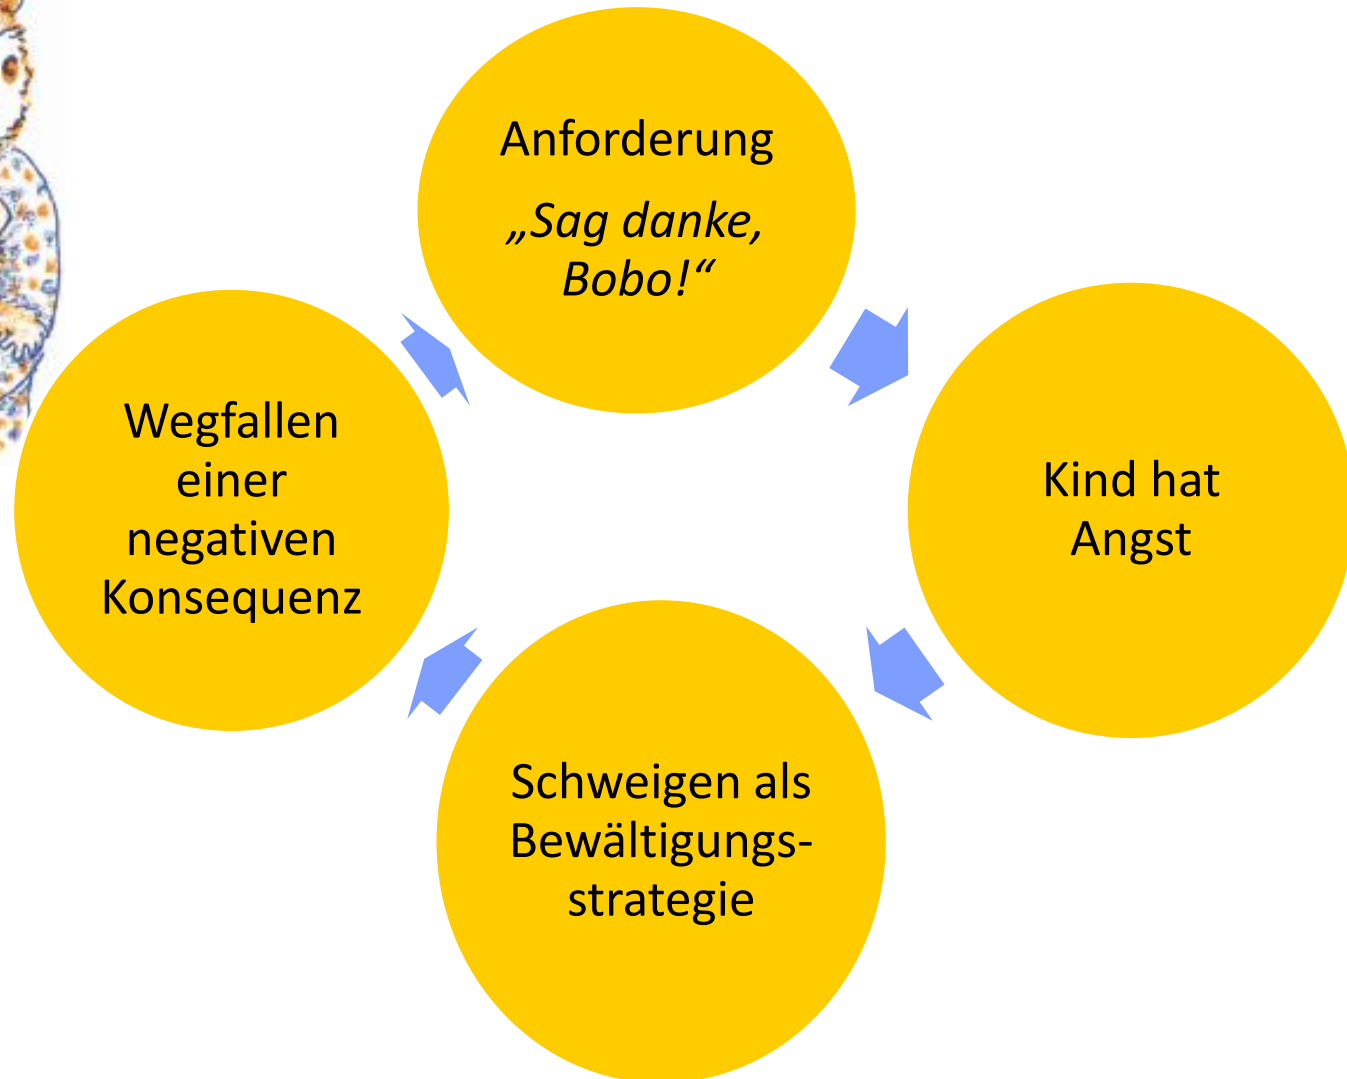 Anforderung
„Sag danke,
Bobo!“
Kind hat
Angst
Schweigen als
Bewältigungs-
strategie
Wegfallen
einer
negativen
Konsequenz